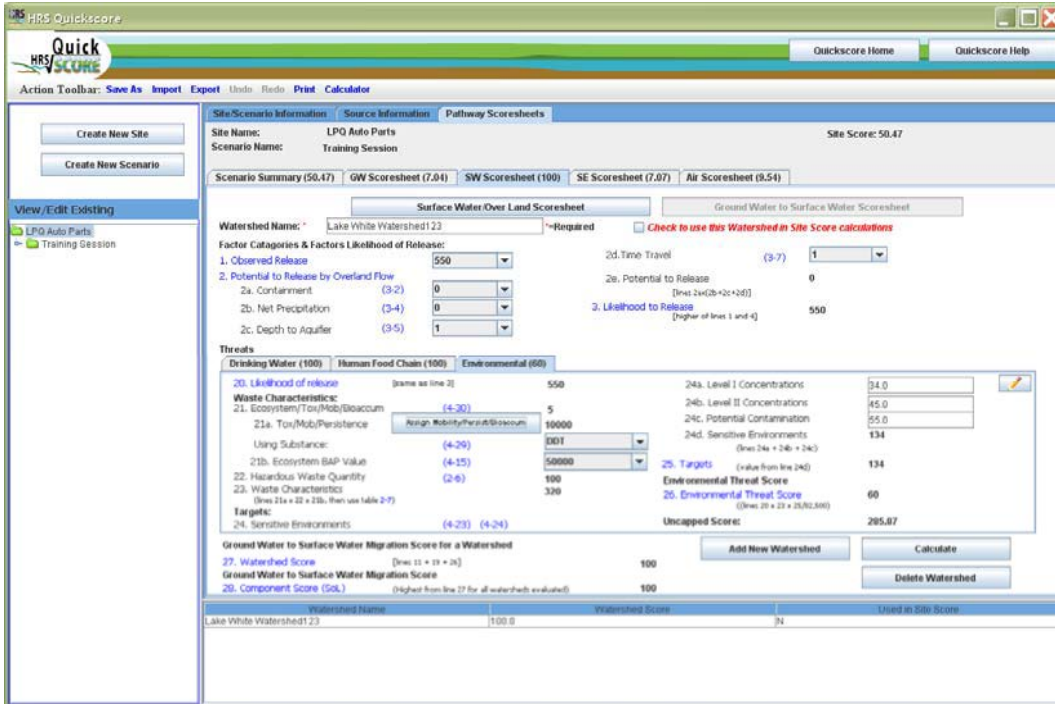 HRS Quickscore
Quick
HRS/SCORE
Quickscore Home
Quickscore Help
Action Toolbar: Save As Import Export Undo Redo Print Calculator
Create New Site
Create New Scenario
View/Edit Existing
LPQ Auto Parts
Training Session
Site/Scenario Information Source Information Pathway Scoresheets
Site Name: LPQ Auto Parts Site Score: 50.47
Scenario Name: Training Session
Scenario Summary (50.47) GW Scoresheet (7.04) SW Scoresheet (100) SE Scoresheet (7.07) Air Scoresheet (9.54)
Surface Water/Over Land Scoresheet Ground Water to Surface Water Scoresheet
Watershed Name: * Lake White Watershed123 *=Required Check to use this Watershed in Site Score calculations
Factor Catagories & Factors Likelihood of Release:
1. Observed Release 550
2. Potential to Release by Overland Flow
2a. Containment (3-2) 0
2b. Net Precipitation (3-4) 0
2c. Depth to Aquifer (3-5) 1
2d.Time Travel (3-7) 1
2e. Potential to Release 0
[lines 2ax(2b+2c+2d)]
3. Likelihood to Release 550
[higher of lines 1 and 4]
Threats
Drinking Water (100) Human Food Chain (100) Environmental (60)
20. Likelihood of release [same as line 3] 550
Waste Characteristics:
21. Ecosystem/Tox/Mob/Bioaccum (4-30) 5
21a. Tox/Mob/Persistence Assign Mobility/Persist/Bioaccum 10000
Using Substance: (4-29) DDT
21b. Ecosystem BAP Value (4-15) 50000
22. Hazardous Waste Quantity (2-6) 100
23. Waste Characteristics 320
(lines 21a x 22 x 21b, then use table 2-7)
Targets:
24. Sensitive Environments (4-23) (4-24)
24a. Level I Concentrations 34.0
24b. Level II Concentrations 45.0
24c. Potential Contamination 55.0
24d. Sensitive Environments 134
(lines 24a + 24b + 24c)
25. Targets (value from line 24d) 134
Environmental Threat Score
26. Environmental Threat Score 60
((lines 20 x 23 x 25/82,500)
Uncapped Score: 285.87
Ground Water to Surface Water Migration Score for a Watershed
27. Watershed Score [lines 11 + 19 + 26] 100
Ground Water to Surface Water Migration Score
28. Component Score (SoL) (Highest from line 27 for all watersheds evaluated) 100
Add New Watershed Calculate
Delete Watershed
Watershed Name Watershed Score Used in Site Score
Lake White Watershed123 100.0 N